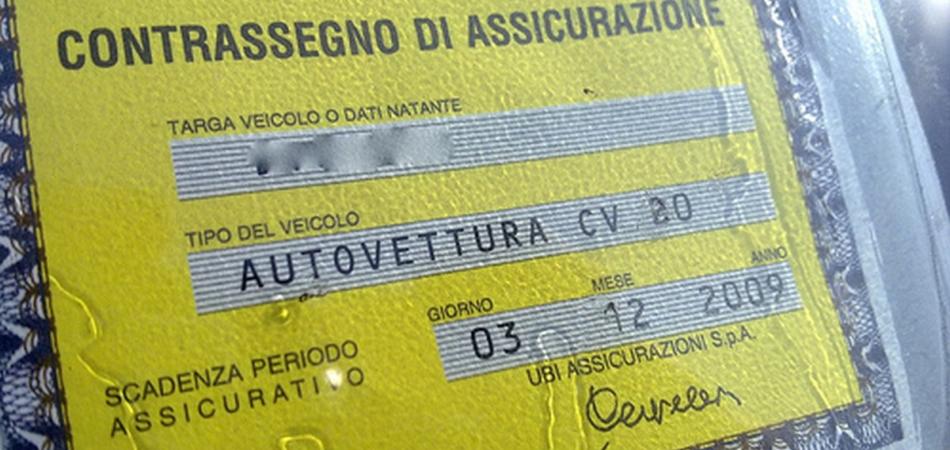 CONTRASSEGNO DI ASSICURAZIONE
TARGA VEICOLO O DATI NATANTE
TIPO DEL VEICOLO
AUTOVETTURA CV 20
GIORNO MESE ANNO
03 12 2009
SCADENZA PERIODO
ASSICURATIVO
UBI ASSICURAZIONI S.p.A.